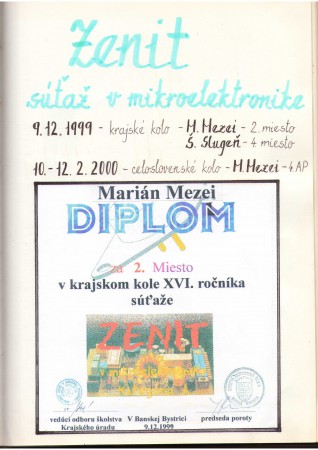 Zenit
súťaž v mikroelektronike
9.12.1999 - krajské kolo - M. Mezei - 2. miesto
Š. Slugeň - 4 miesto
10.-12. 2. 2000 - celoslovenské kolo - M. Mezei - 4.AP
Marián Mezei
DIPLOM
za 2. Miesto
v krajskom kole XVI. ročníka
súťaže
ZENIT
v mikroelektronike
vedúci odboru školstva
Krajského úradu
V Banskej Bystrici
9.12.1999
predseda poroty